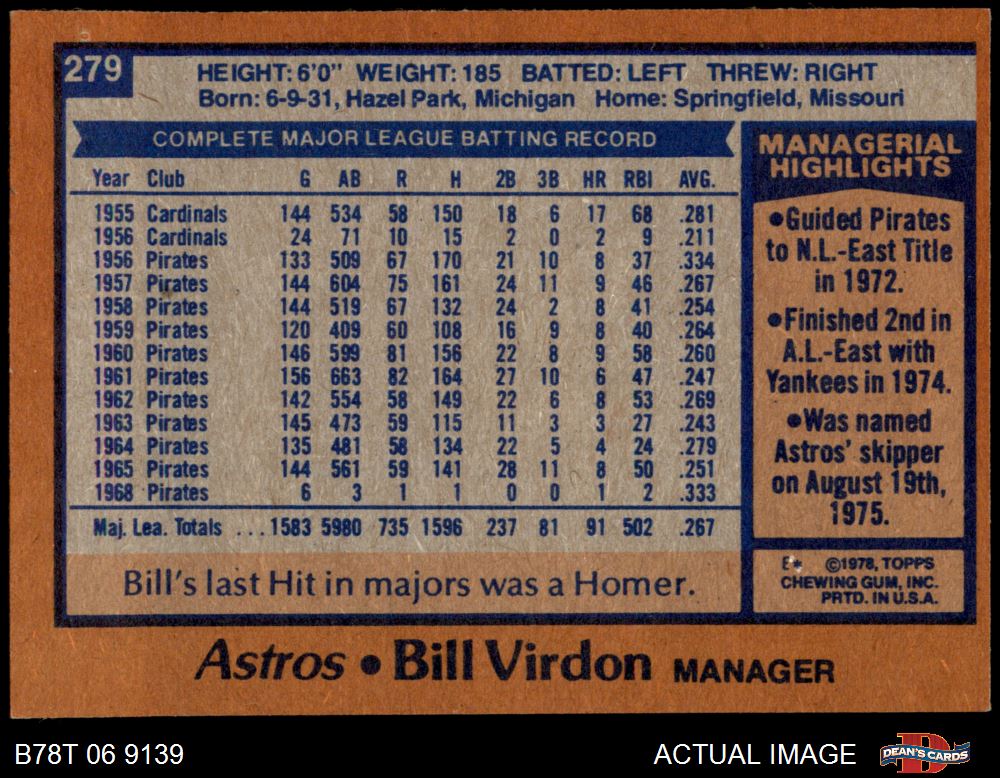 279
HEIGHT: 6'0" WEIGHT: 185 BATTED: LEFT THREW: RIGHT
Born: 6-9-31, Hazel Park, Michigan Home: Springfield, Missouri
COMPLETE MAJOR LEAGUE BATTING RECORD
Year Club G AB R H 2B 3B HR RBI AVG.
1955 Cardinals 144 534 58 150 18 6 17 68 .281
1956 Cardinals 24 71 10 15 2 0 2 9 .211
1956 Pirates 133 509 67 170 21 10 8 37 .334
1957 Pirates 144 604 75 161 24 11 9 46 .267
1958 Pirates 144 519 67 132 24 2 8 41 .254
1959 Pirates 120 409 60 108 16 9 8 40 .264
1960 Pirates 146 599 81 156 22 8 9 58 .260
1961 Pirates 156 663 82 164 27 10 6 47 .247
1962 Pirates 142 554 58 149 22 6 8 53 .269
1963 Pirates 145 473 59 115 11 3 3 27 .243
1964 Pirates 135 481 58 134 22 5 4 24 .279
1965 Pirates 144 561 59 141 28 11 8 50 .251
1968 Pirates 6 3 1 1 0 0 1 2 .333
Maj. Lea. Totals ...1583 5980 735 1596 237 81 91 502 .267
Bill's last Hit in majors was a Homer.
MANAGERIAL
HIGHLIGHTS
●Guided Pirates
to N.L.-East Title
in 1972.
●Finished 2nd in
A.L.-East with
Yankees in 1974.
●Was named
Astros' skipper
on August 19th,
1975.
E* ©1978, TOPPS
CHEWING GUM, INC.
PRTD. IN U.S.A.
Astros ● Bill Virdon MANAGER
B78T 06 9139 ACTUAL IMAGE
DEAN'S CARDS